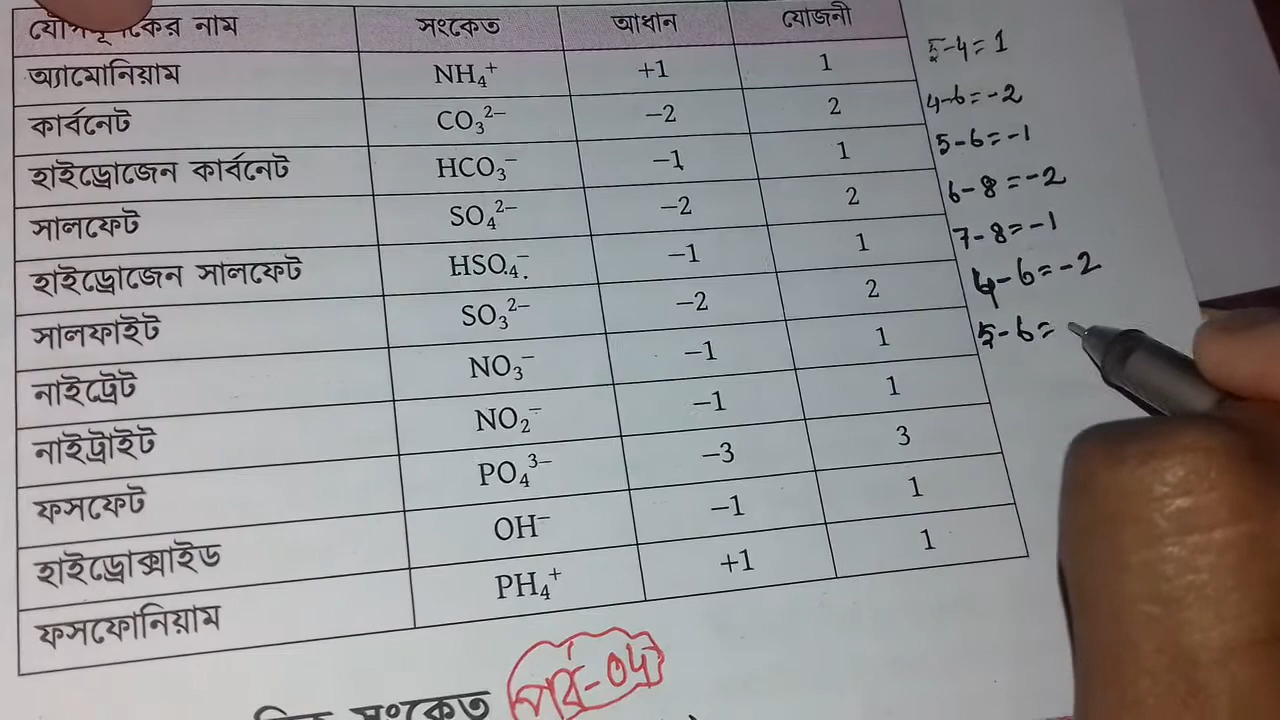 যৌগমূলকের নাম সংকেত আধান যোজনী
অ্যামোনিয়াম NH₄⁺ +1 1 5-4=1
কার্বনেট CO₃²⁻ −2 2 4-6=-2
হাইড্রোজেন কার্বনেট HCO₃⁻ −1 1 5-6=-1
সালফেট SO₄²⁻ −2 2 6-8=-2
হাইড্রোজেন সালফেট HSO₄⁻ −1 1 7-8=-1
সালফাইট SO₃²⁻ −2 2 4-6=-2
নাইট্রেট NO₃⁻ −1 1 5-6=
নাইট্রাইট NO₂⁻ −1 1
ফসফেট PO₄³⁻ −3 3
হাইড্রোক্সাইড OH⁻ −1 1
ফসফোনিয়াম PH₄⁺ +1 1
সংকেত